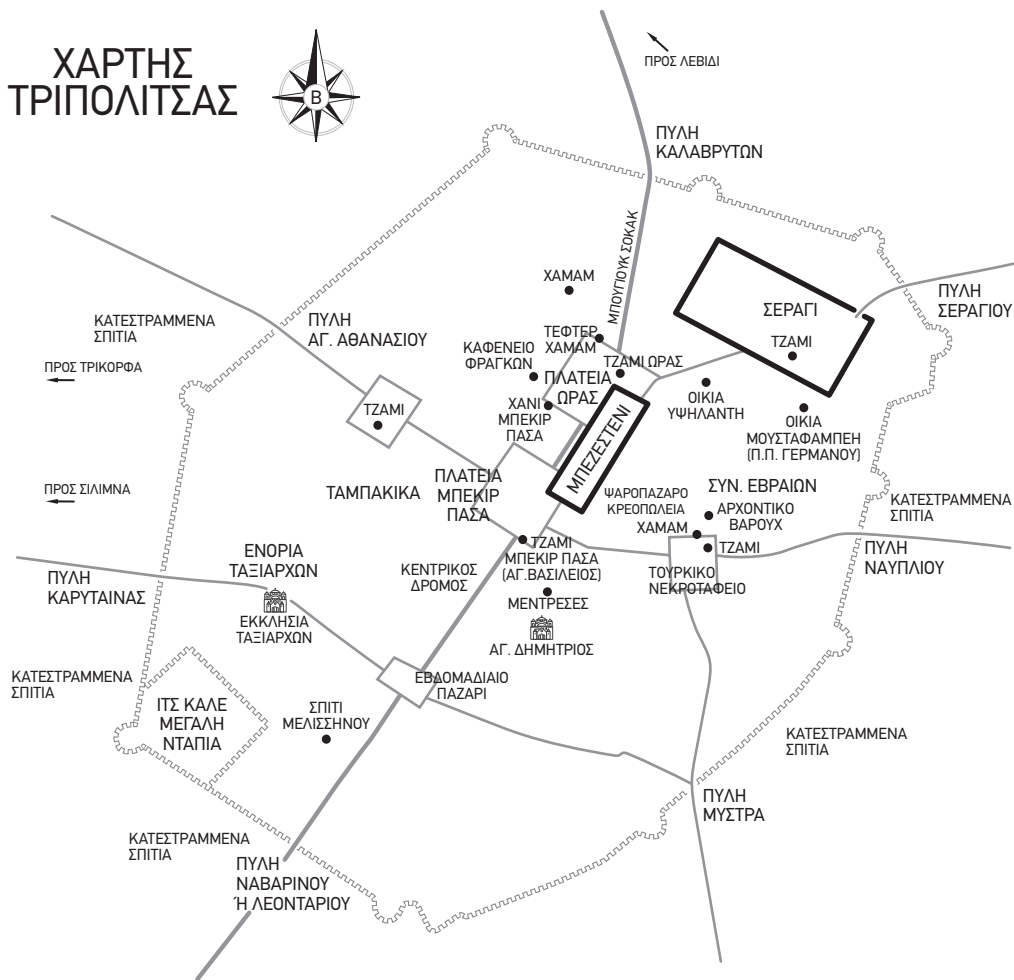 ΧΑΡΤΗΣ
ΤΡΙΠΟΛΙΤΣΑΣ
Β
ΠΡΟΣ ΛΕΒΙΔΙ
ΠΥΛΗ
ΚΑΛΑΒΡΥΤΩΝ
ΜΠΟΥΓΙΟΥΚ ΣΟΚΑΚ
ΧΑΜΑΜ
ΣΕΡΑΓΙ
ΤΖΑΜΙ
ΠΥΛΗ
ΣΕΡΑΓΙΟΥ
ΚΑΤΕΣΤΡΑΜΜΕΝΑ
ΣΠΙΤΙΑ
ΠΥΛΗ
ΑΓ. ΑΘΑΝΑΣΙΟΥ
ΠΡΟΣ ΤΡΙΚΟΡΦΑ
ΤΕΦΤΕΡ
ΧΑΜΑΜ
ΚΑΦΕΝΕΙΟ
ΦΡΑΓΚΩΝ
ΤΖΑΜΙ ΩΡΑΣ
ΠΛΑΤΕΙΑ
ΩΡΑΣ
ΧΑΝΙ
ΜΠΕΚΙΡ
ΠΑΣΑ
ΟΙΚΙΑ
ΥΨΗΛΑΝΤΗ
ΟΙΚΙΑ
ΜΟΥΣΤΑΦΑΜΠΕΗ
(Π.Π. ΓΕΡΜΑΝΟΥ)
ΤΖΑΜΙ
ΜΠΕΖΕΣΤΕΝΙ
ΠΛΑΤΕΙΑ
ΜΠΕΚΙΡ
ΠΑΣΑ
ΤΑΜΠΑΚΙΚΑ
ΠΡΟΣ ΣΙΛΙΜΝΑ
ΨΑΡΟΠΑΖΑΡΟ
ΚΡΕΟΠΩΛΕΙΑ
ΣΥΝ. ΕΒΡΑΙΩΝ
ΑΡΧΟΝΤΙΚΟ
ΒΑΡΟΥΧ
ΧΑΜΑΜ
ΤΖΑΜΙ
ΚΑΤΕΣΤΡΑΜΜΕΝΑ
ΣΠΙΤΙΑ
ΠΥΛΗ
ΝΑΥΠΛΙΟΥ
ΤΟΥΡΚΙΚΟ
ΝΕΚΡΟΤΑΦΕΙΟ
ΤΖΑΜΙ
ΜΠΕΚΙΡ ΠΑΣΑ
(ΑΓ.ΒΑΣΙΛΕΙΟΣ)
ΜΕΝΤΡΕΣΕΣ
ΑΓ. ΔΗΜΗΤΡΙΟΣ
ΚΕΝΤΡΙΚΟΣ
ΔΡΟΜΟΣ
ΕΝΟΡΙΑ
ΤΑΞΙΑΡΧΩΝ
ΕΚΚΛΗΣΙΑ
ΤΑΞΙΑΡΧΩΝ
ΠΥΛΗ
ΚΑΡΥΤΑΙΝΑΣ
ΕΒΔΟΜΑΔΙΑΙΟ
ΠΑΖΑΡΙ
ΚΑΤΕΣΤΡΑΜΜΕΝΑ
ΣΠΙΤΙΑ
ΙΤΣ ΚΑΛΕ
ΜΕΓΑΛΗ
ΝΤΑΠΙΑ
ΣΠΙΤΙ
ΜΕΛΙΣΣΗΝΟΥ
ΚΑΤΕΣΤΡΑΜΜΕΝΑ
ΣΠΙΤΙΑ
ΠΥΛΗ
ΜΥΣΤΡΑ
ΚΑΤΕΣΤΡΑΜΜΕΝΑ
ΣΠΙΤΙΑ
ΠΥΛΗ
ΝΑΒΑΡΙΝΟΥ
Ή ΛΕΟΝΤΑΡΙΟΥ